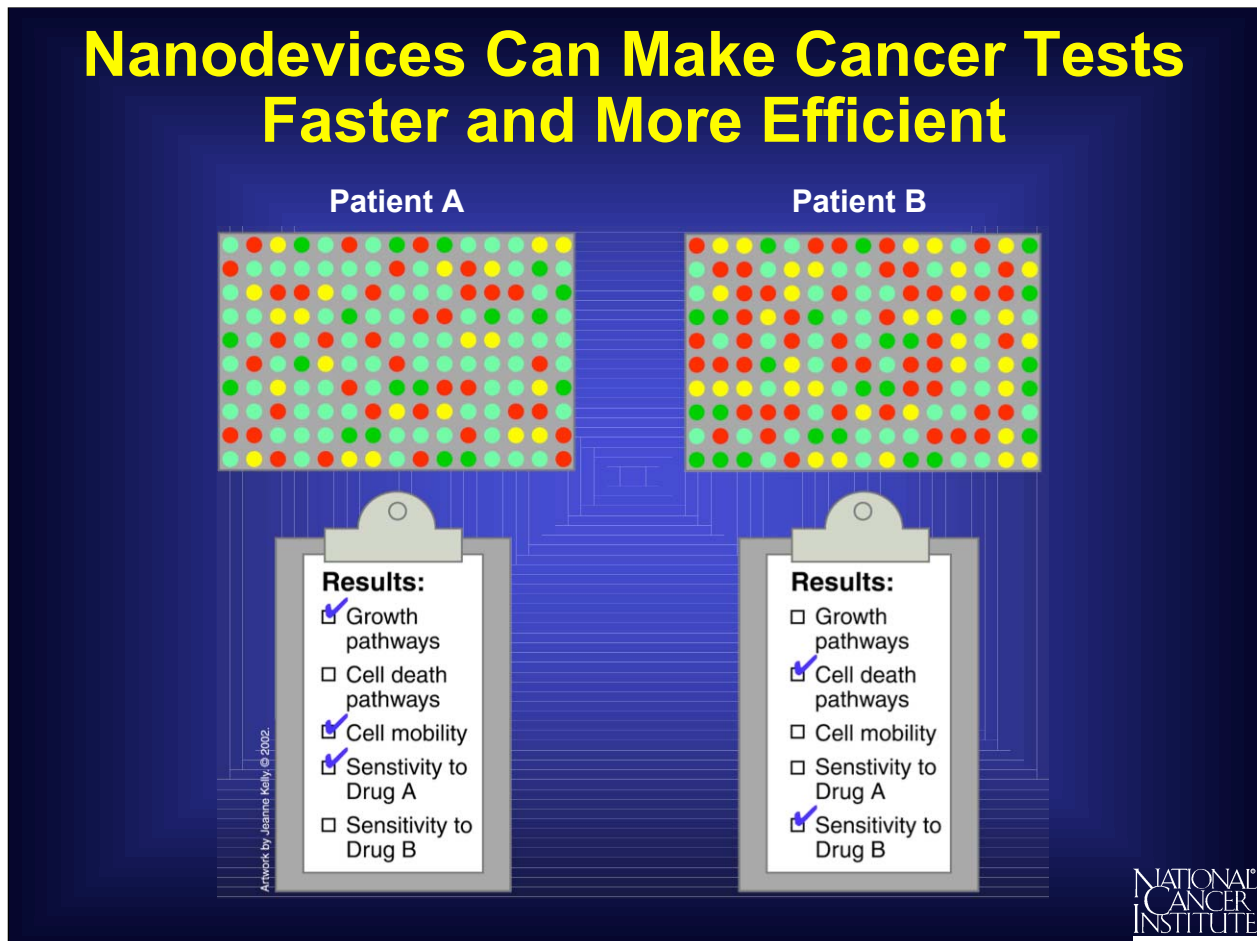 Nanodevices Can Make Cancer Tests
Faster and More Efficient
Patient A
Patient B
Results:
Growth
pathways
Cell death
pathways
Cell mobility
Senstivity to
Drug A
Sensitivity to
Drug B
Results:
Growth
pathways
Cell death
pathways
Cell mobility
Senstivity to
Drug A
Sensitivity to
Drug B
Artwork by Jeanne Kelly. © 2002.
NATIONAL®
CANCER
INSTITUTE